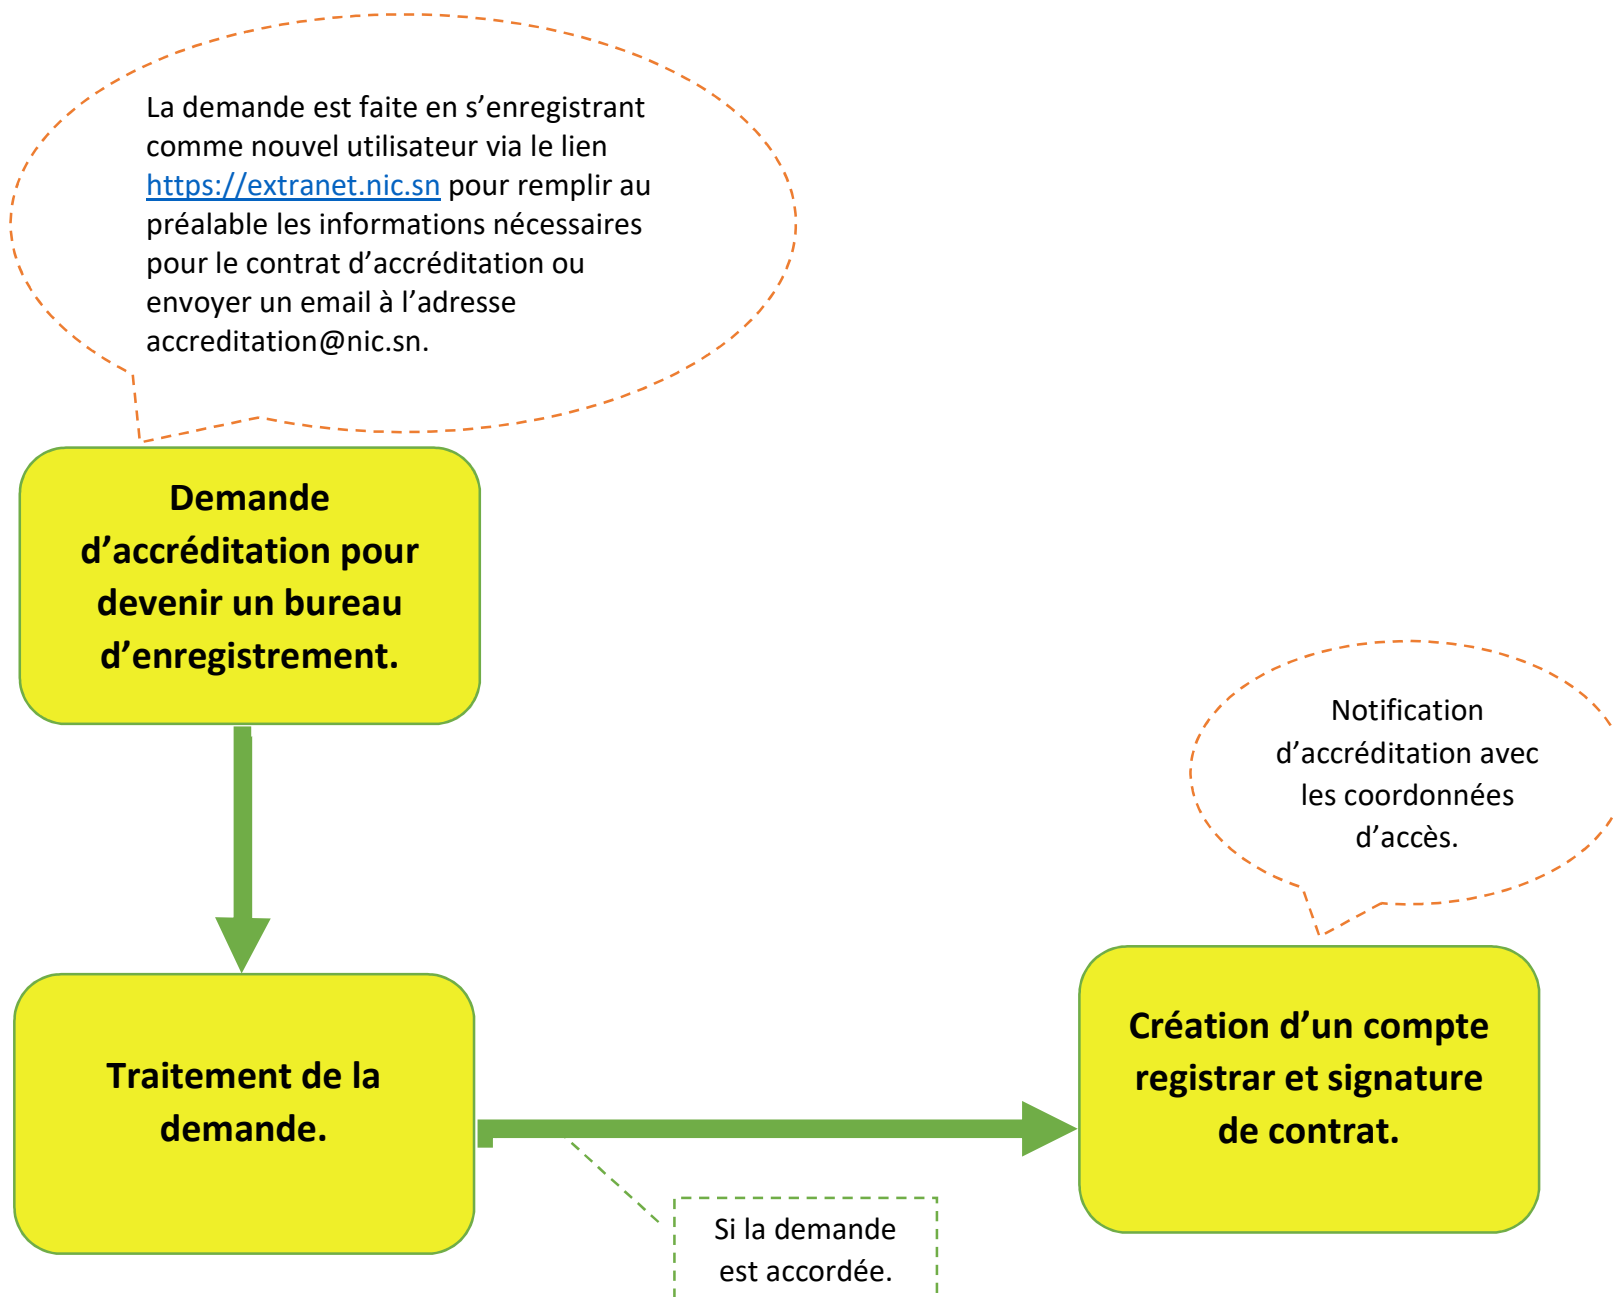 La demande est faite en s’enregistrant
comme nouvel utilisateur via le lien
https://extranet.nic.sn pour remplir au
préalable les informations nécessaires
pour le contrat d’accréditation ou
envoyer un email à l’adresse
accreditation@nic.sn.
Demande
d’accréditation pour
devenir un bureau
d’enregistrement.
Notification
d’accréditation avec
les coordonnées
d’accès.
Traitement de la
demande.
Création d’un compte
registrar et signature
de contrat.
Si la demande
est accordée.